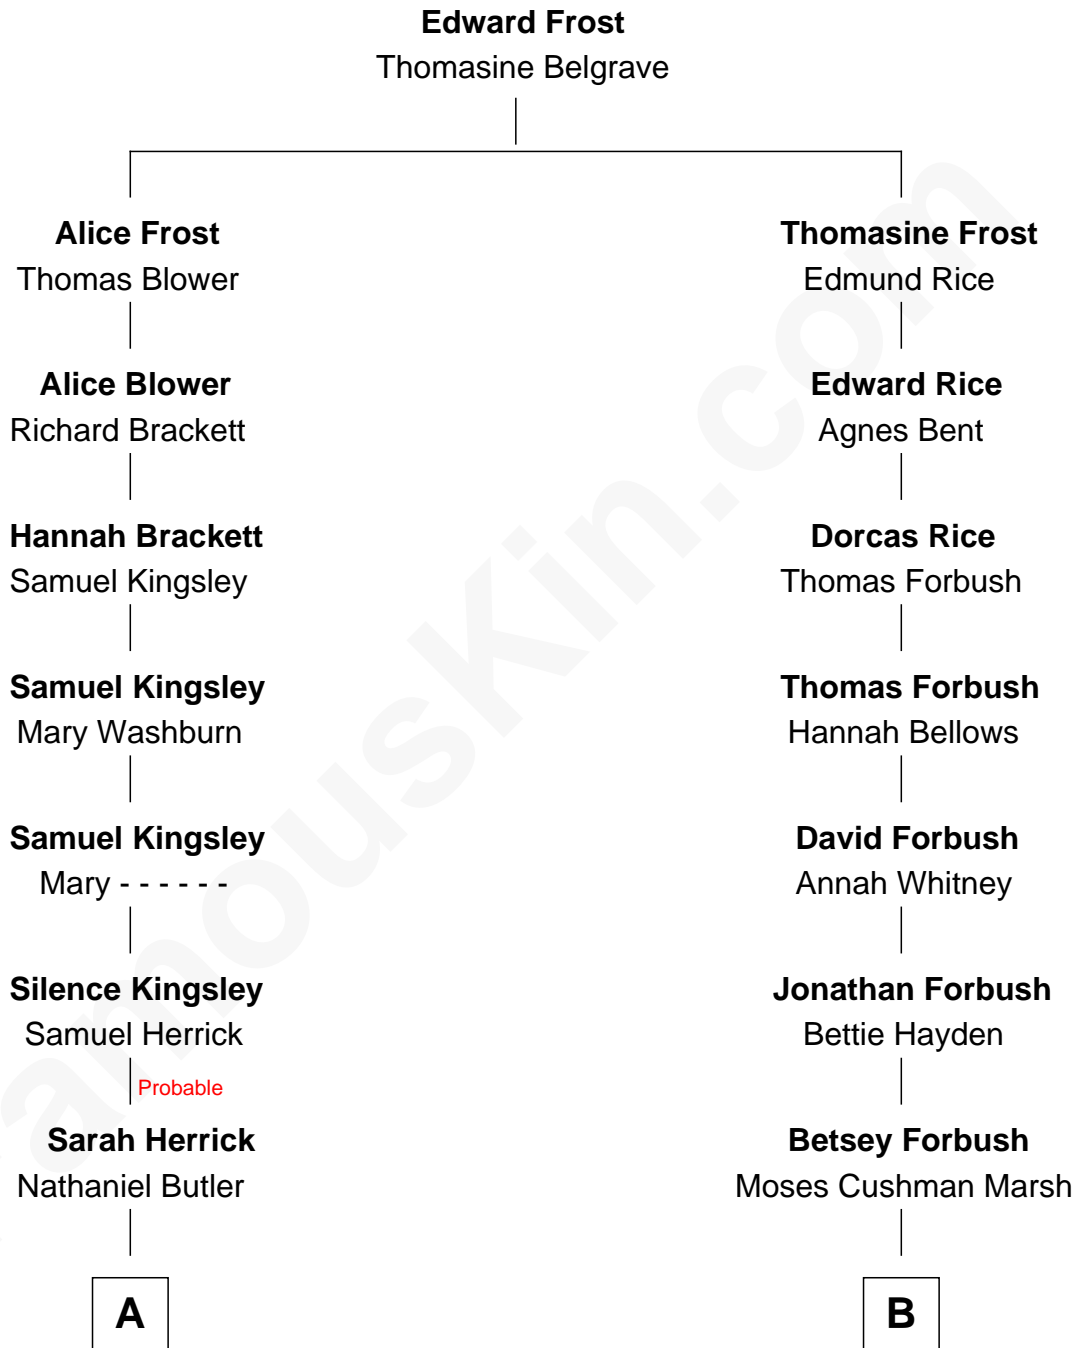 Edward Frost
Thomasine Belgrave
Alice Frost
Thomas Blower
Thomasine Frost
Edmund Rice
Alice Blower
Richard Brackett
Edward Rice
Agnes Bent
Hannah Brackett
Samuel Kingsley
Dorcas Rice
Thomas Forbush
Samuel Kingsley
Mary Washburn
Thomas Forbush
Hannah Bellows
Samuel Kingsley
Mary - - - - - -
David Forbush
Annah Whitney
Silence Kingsley
Samuel Herrick
Jonathan Forbush
Bettie Hayden
Probable
Sarah Herrick
Nathaniel Butler
Betsey Forbush
Moses Cushman Marsh
A
B
amouskin.com